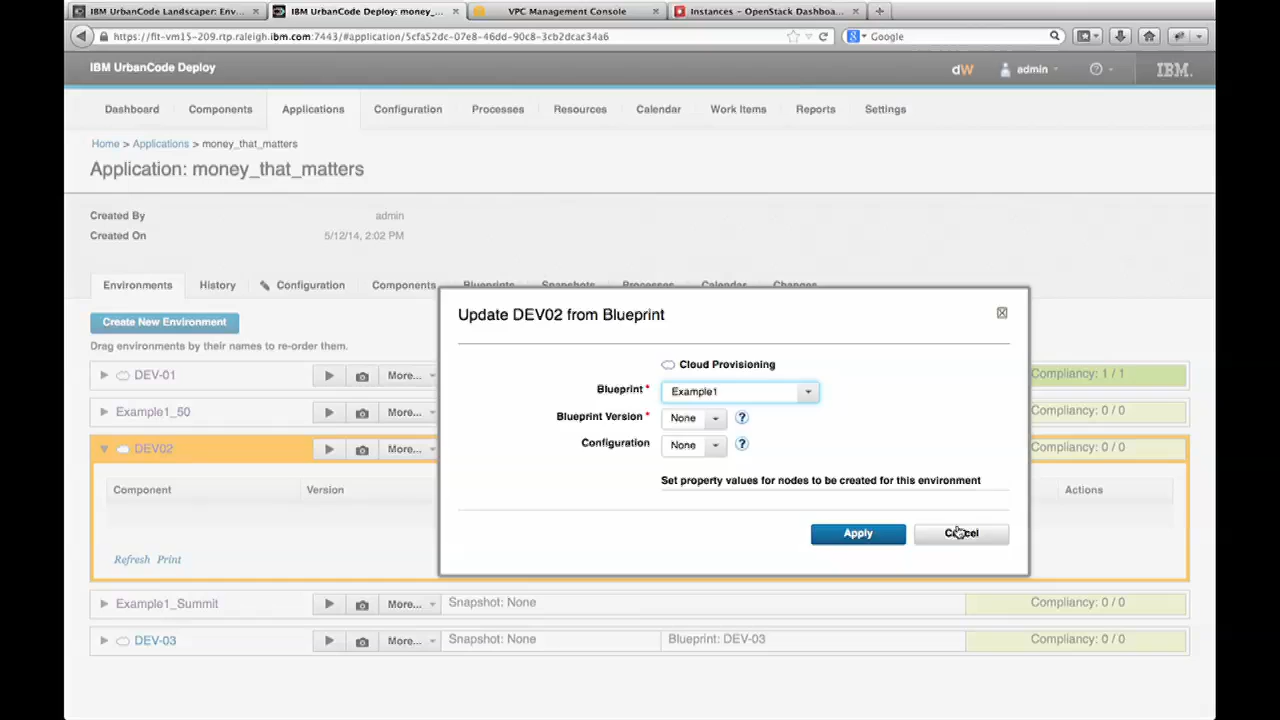 IBM UrbanCode Landscaper: Env...
IBM UrbanCode Deploy: money_...
VPC Management Console
Instances - OpenStack Dashboa...
https://fit-vm15-209.rtp.raleigh.ibm.com:7443/#application/5cfa52dc-07e8-46dd-90c8-3cb2dcac34a6
Google
IBM UrbanCode Deploy
dW
admin
IBM.
Dashboard
Components
Applications
Configuration
Processes
Resources
Calendar
Work Items
Reports
Settings
Home > Applications > money_that_matters
Application: money_that_matters
Created By
admin
Created On
5/12/14, 2:02 PM
Environments
History
Configuration
Components
Blueprints
Snapshots
Processes
Calendar
Changes
Create New Environment
Drag environments by their names to re-order them.
DEV-01
More...
Compliancy: 1 / 1
Example1_50
More...
Compliancy: 0 / 0
DEV02
More...
Compliancy: 0 / 0
Component
Version
Actions
Refresh Print
Update DEV02 from Blueprint
Cloud Provisioning
Blueprint *
Example1
Blueprint Version *
None
?
Configuration
None
?
Set property values for nodes to be created for this environment
Apply
Cancel
Example1_Summit
More...
Snapshot: None
Compliancy: 0 / 0
DEV-03
More...
Snapshot: None
Blueprint: DEV-03
Compliancy: 0 / 0